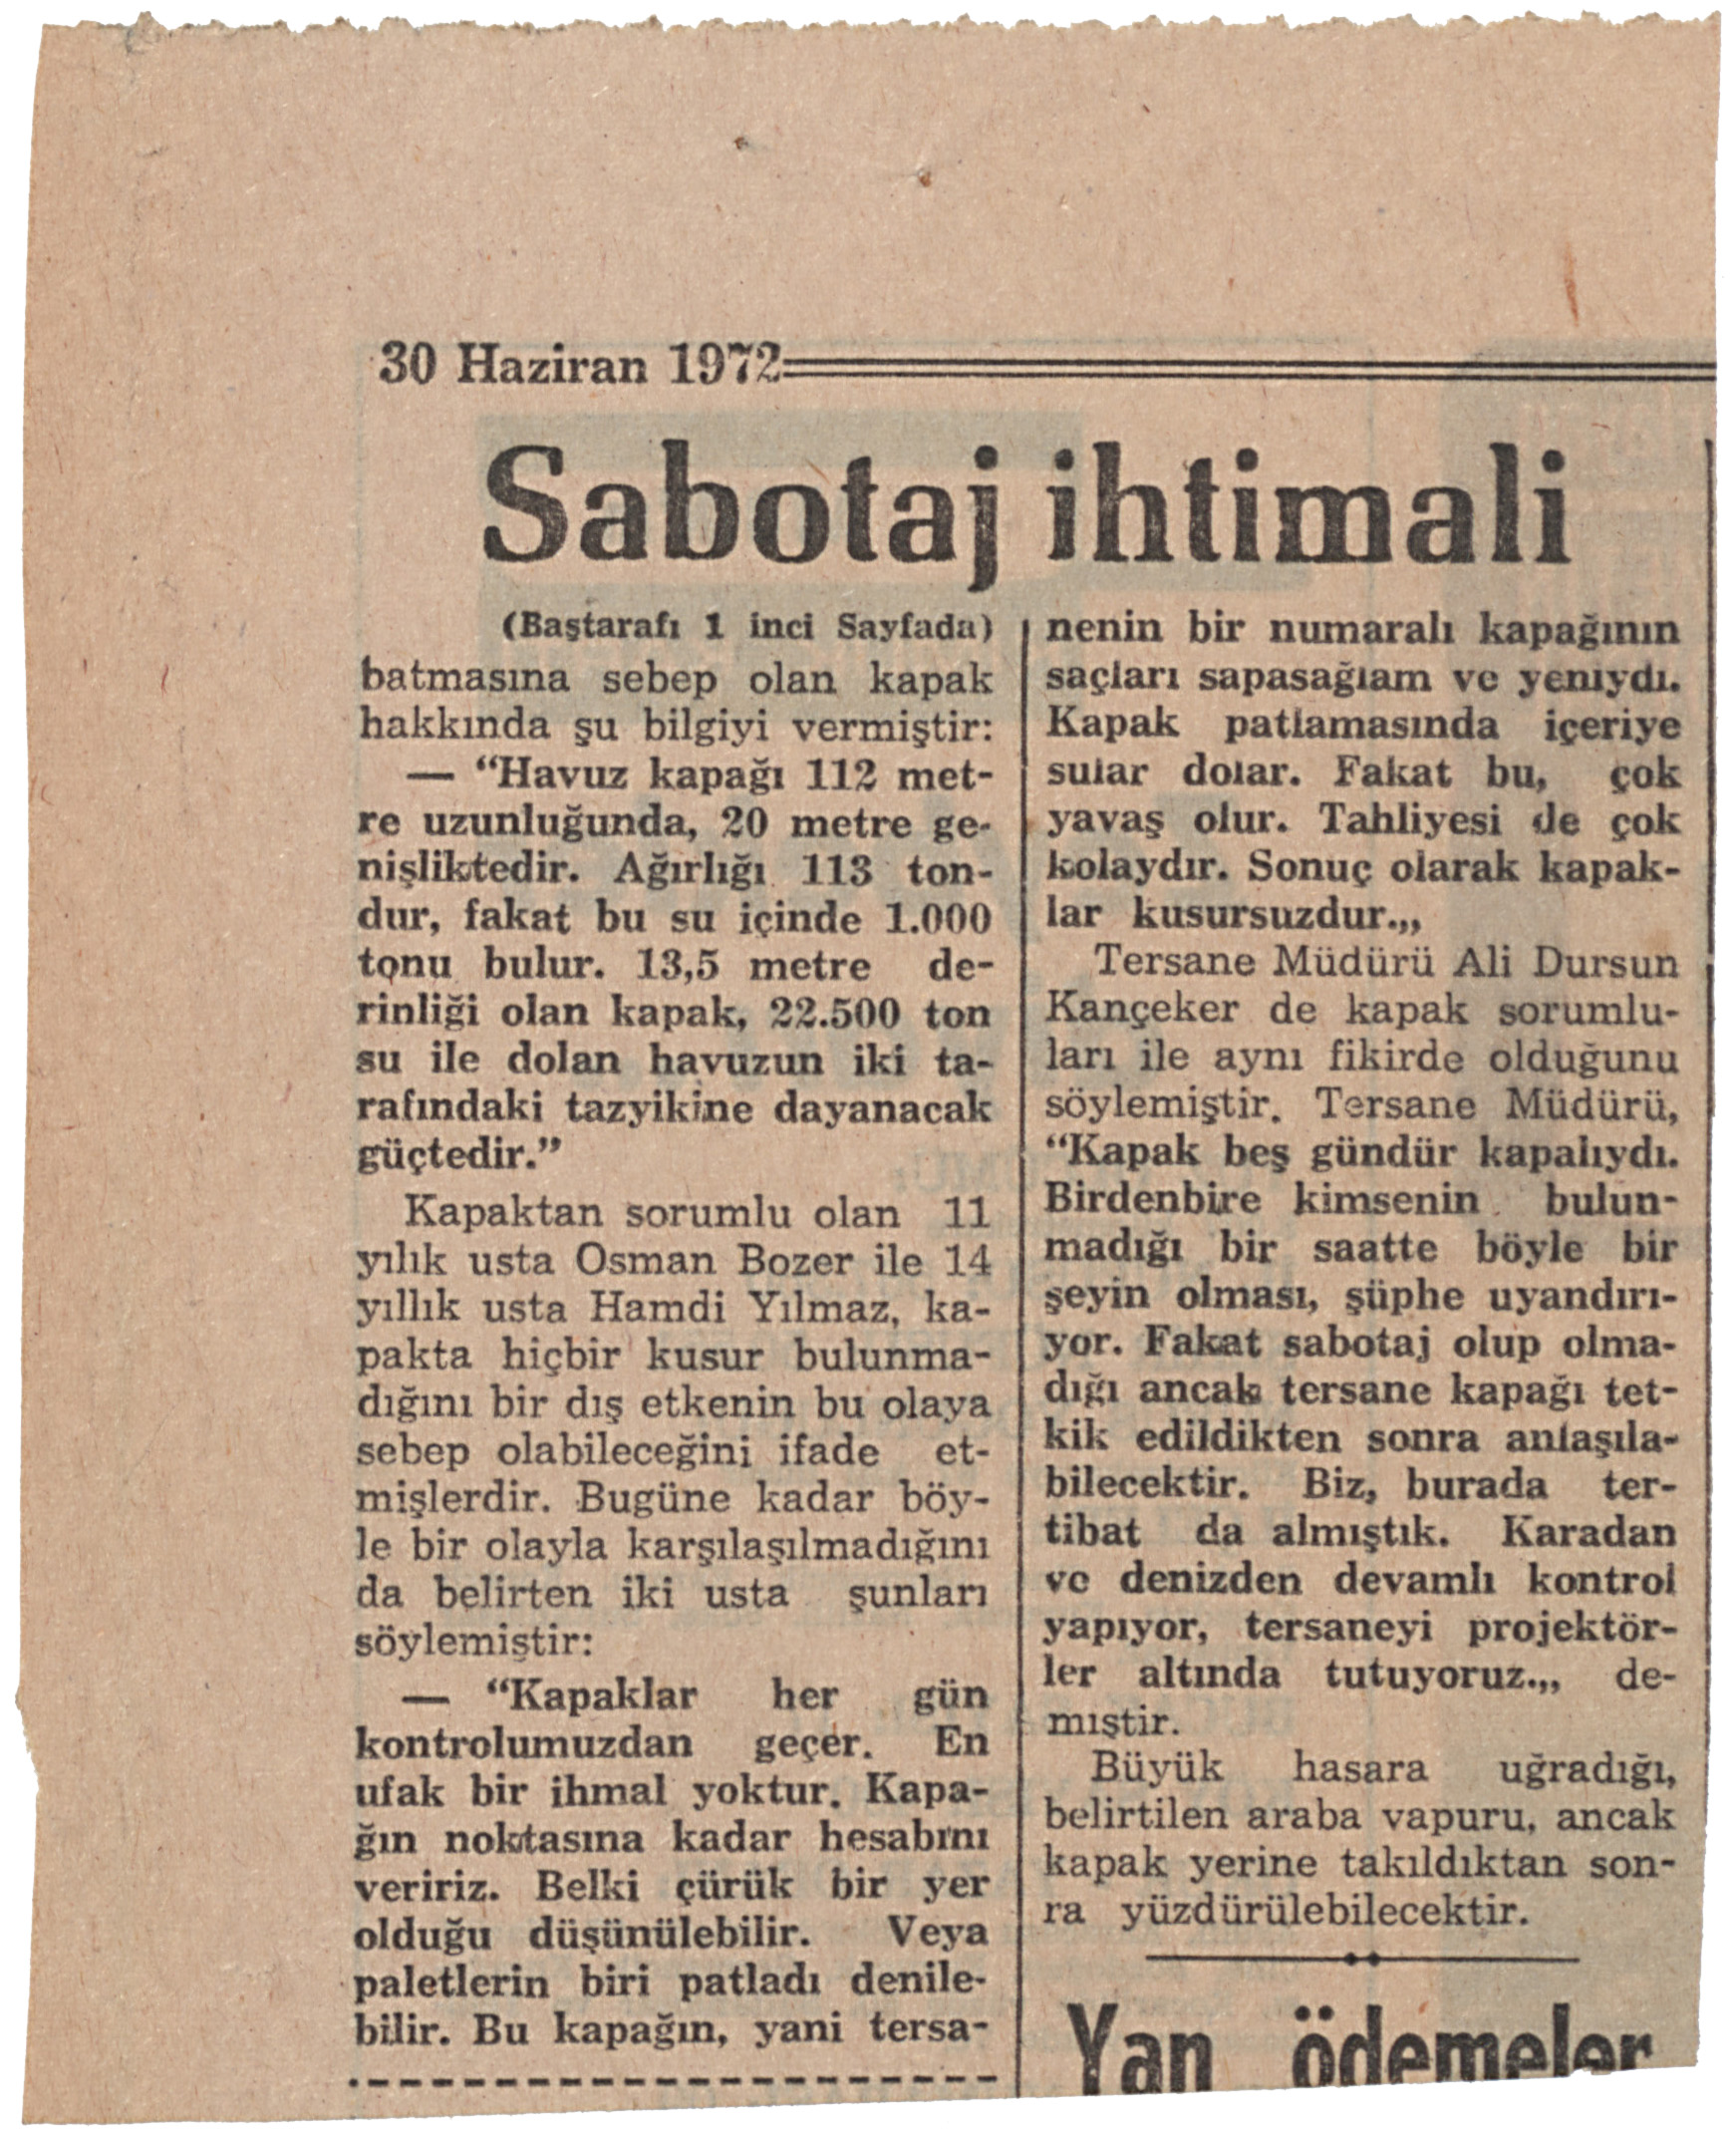 30 Haziran 1972
Sabotaj ihtimali
(Baştarafı 1 inci Sayfada)
batmasına sebep olan kapak
hakkında şu bilgiyi vermiştir:
— “Havuz kapağı 112 met-
re uzunluğunda, 20 metre ge-
nişliktedir. Ağırlığı 113 ton-
dur, fakat bu su içinde 1.000
tonu bulur. 13,5 metre de-
rinliği olan kapak, 22.500 ton
su ile dolan havuzun iki ta-
rafındaki tazyikine dayanacak
güçtedir.”
Kapaktan sorumlu olan 11
yılık usta Osman Bozer ile 14
yıllık usta Hamdi Yılmaz, ka-
pakta hiçbir kusur bulunma-
dığını bir dış etkenin bu olaya
sebep olabileceğini ifade et-
mişlerdir. Bugüne kadar böy-
le bir olayla karşılaşılmadığını
da belirten iki usta şunları
söylemiştir:
— “Kapaklar her gün
kontrolumuzdan geçer. En
ufak bir ihmal yoktur. Kapa-
ğın noktasına kadar hesabını
veririz. Belki çürük bir yer
olduğu düşünülebilir. Veya
paletlerin biri patladı denile-
bilir. Bu kapağın, yani tersa-
nenin bir numaralı kapağının
saçları sapasağlam ve yeniydi.
Kapak patlamasında içeriye
sular dolar. Fakat bu, çok
yavaş olur. Tahliyesi de çok
kolaydır. Sonuç olarak kapak-
lar kusursuzdur.,,
Tersane Müdürü Ali Dursun
Kançeker de kapak sorumlu-
ları ile aynı fikirde olduğunu
söylemiştir. Tersane Müdürü,
“Kapak beş gündür kapalıydı.
Birdenbire kimsenin bulun-
madığı bir saatte böyle bir
şeyin olması, şüphe uyandırı-
yor. Fakat sabotaj olup olma-
dığı ancak tersane kapağı tet-
kik edildikten sonra anlaşıla-
bilecektir. Biz, burada ter-
tibat da almıştık. Karadan
ve denizden devamlı kontrol
yapıyor, tersaneyi projektör-
ler altında tutuyoruz.,, de-
miştir.
Büyük hasara uğradığı,
belirtilen araba vapuru, ancak
kapak yerine takıldıktan son-
ra yüzdürülebilecektir.
Yan ödemeler